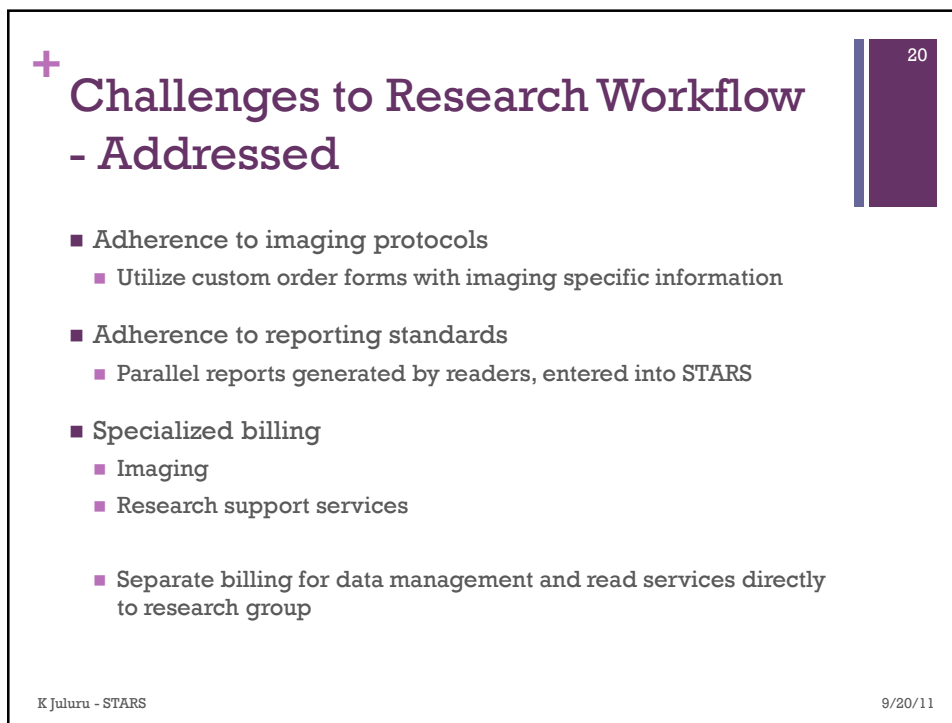 +
20
Challenges to Research Workflow
- Addressed
■ Adherence to imaging protocols
■ Utilize custom order forms with imaging specific information
■ Adherence to reporting standards
■ Parallel reports generated by readers, entered into STARS
■ Specialized billing
■ Imaging
■ Research support services
■ Separate billing for data management and read services directly
to research group
K Juluru - STARS
9/20/11